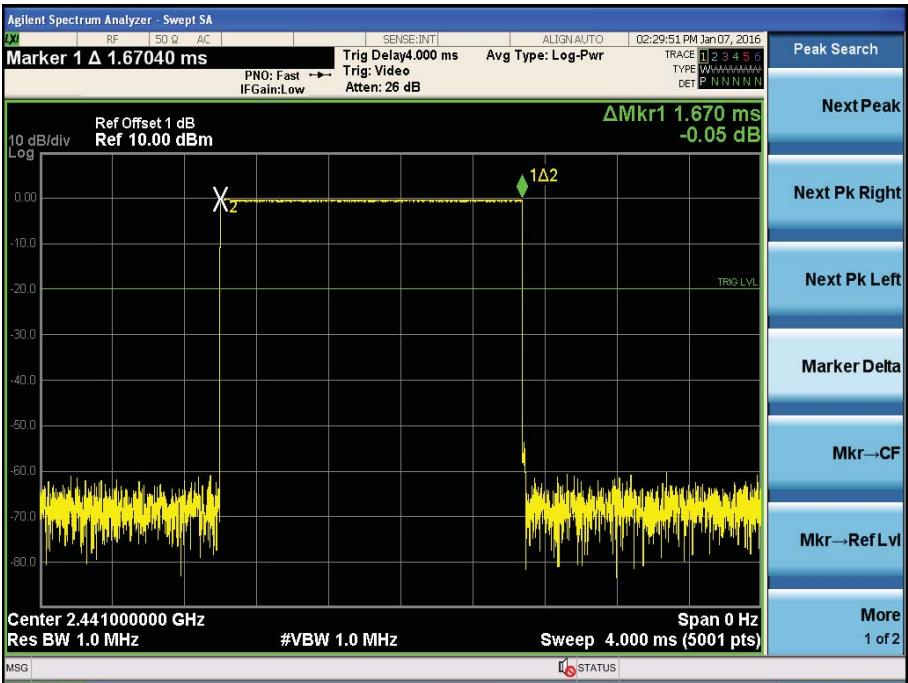 Agilent Spectrum Analyzer - Swept SA
LXI RF 50 Ω AC SENSE:INT ALIGN AUTO 02:29:51 PM Jan 07, 2016
Marker 1 Δ 1.67040 ms
PNO: Fast
IFGain:Low
Trig Delay4.000 ms
Trig: Video
Atten: 26 dB
Avg Type: Log-Pwr
TRACE 1 2 3 4 5 6
TYPE W
DET P N N N N N
ΔMkr1 1.670 ms
-0.05 dB
Ref Offset 1 dB
10 dB/div Ref 10.00 dBm
Log
0.00
-10.0
-20.0
-30.0
-40.0
-50.0
-60.0
-70.0
-80.0
X2
1Δ2
TRIG LVL
Center 2.441000000 GHz Span 0 Hz
Res BW 1.0 MHz #VBW 1.0 MHz Sweep 4.000 ms (5001 pts)
MSG STATUS
Peak Search
Next Peak
Next Pk Right
Next Pk Left
Marker Delta
Mkr→CF
Mkr→Ref Lvl
More
1 of 2